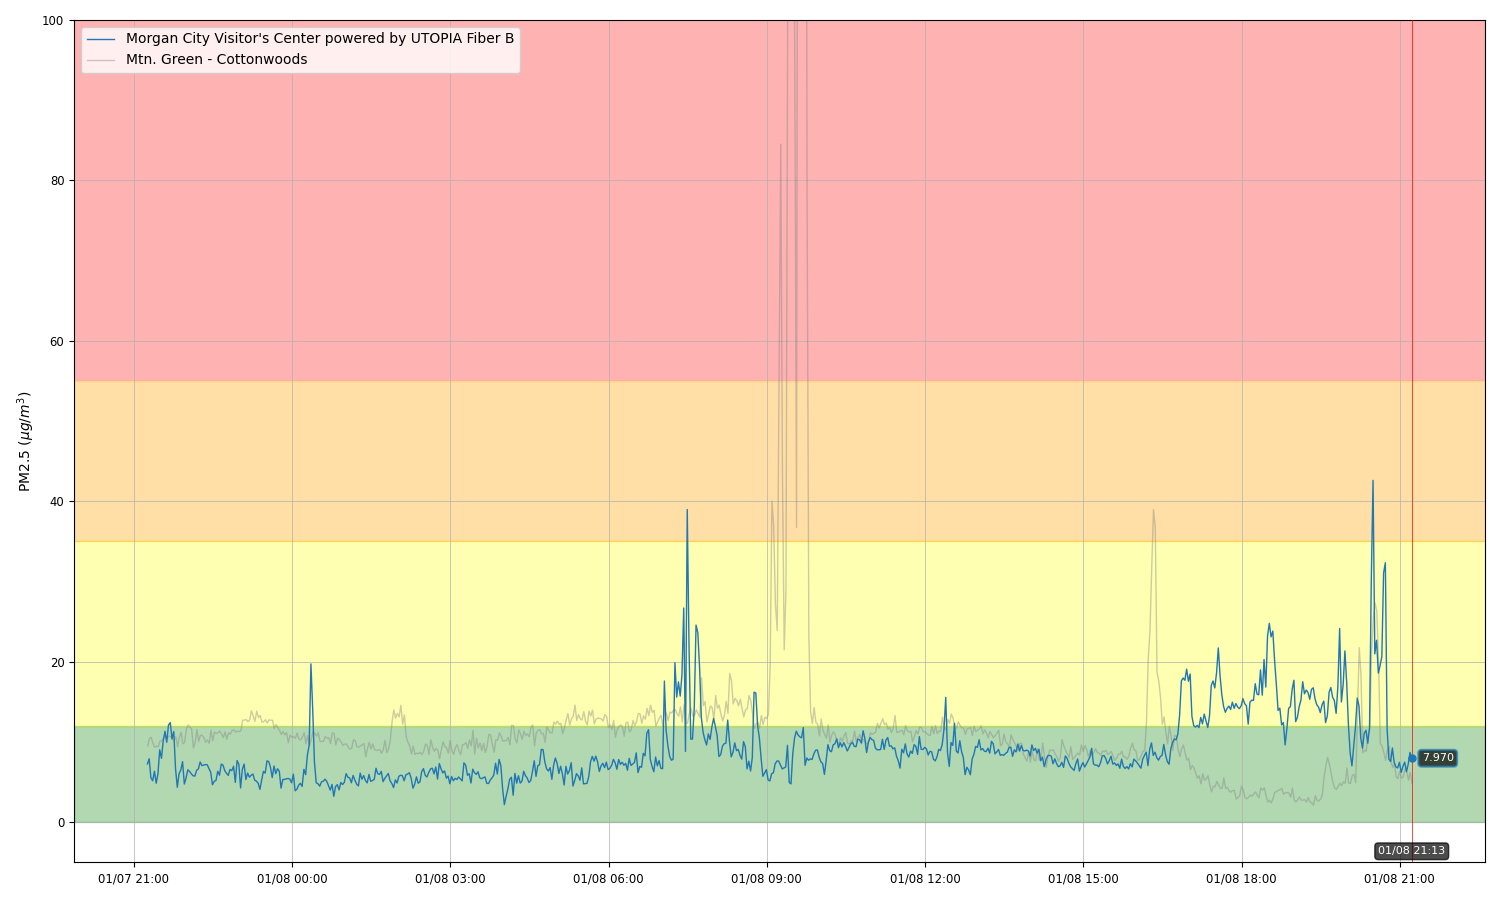 100
Morgan City Visitor's Center powered by UTOPIA Fiber B
Mtn. Green - Cottonwoods
80
60
PM2.5 (μg/m³)
40
20
7.970
0
01/08 21:13
01/07 21:00 01/08 00:00 01/08 03:00 01/08 06:00 01/08 09:00 01/08 12:00 01/08 15:00 01/08 18:00 01/08 21:00